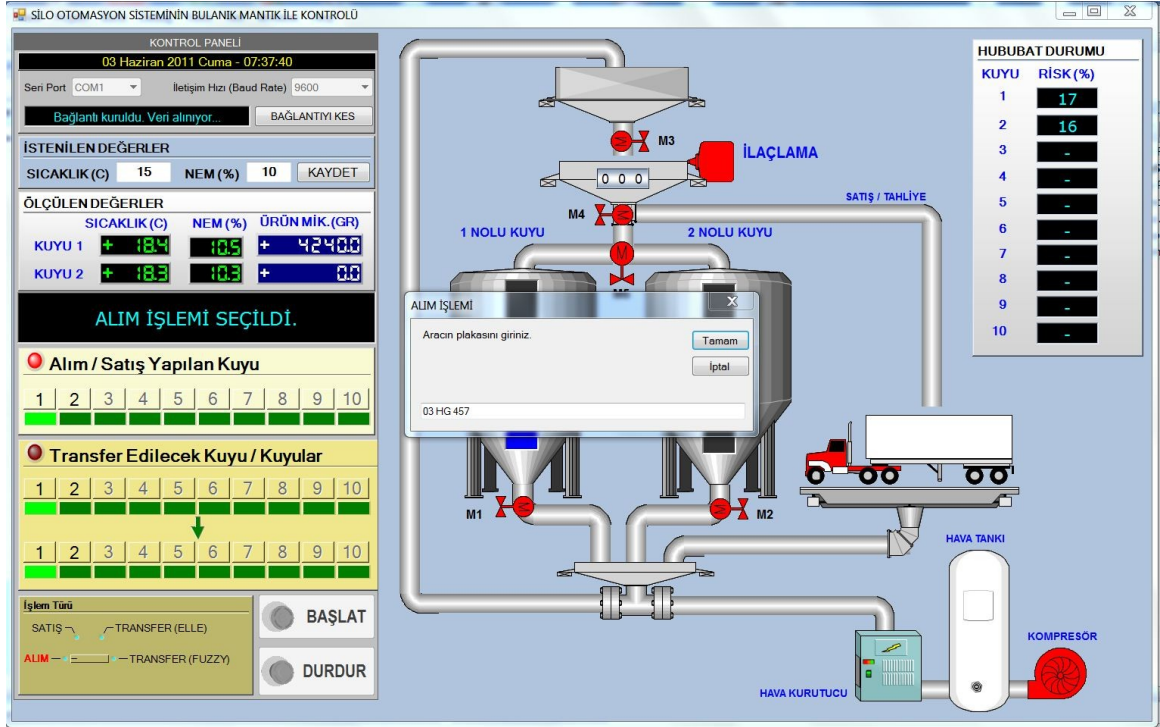 SİLO OTOMASYON SİSTEMİNİN BULANIK MANTIK İLE KONTROLÜ
KONTROL PANELİ
03 Haziran 2011 Cuma - 07:37:40
Seri Port COM1 İletişim Hızı (Baud Rate) 9600
Bağlantı kuruldu. Veri alınıyor... BAĞLANTIYI KES
İSTENİLEN DEĞERLER
SICAKLIK (C) 15 NEM (%) 10 KAYDET
ÖLÇÜLEN DEĞERLER
SICAKLIK (C) NEM (%) ÜRÜN MİK. (GR)
KUYU 1 + 18.4 10.5 + 4240.0
KUYU 2 + 18.3 10.3 + 0.0
ALIM İŞLEMİ SEÇİLDİ.
Alım / Satış Yapılan Kuyu
1 2 3 4 5 6 7 8 9 10
Transfer Edilecek Kuyu / Kuyular
1 2 3 4 5 6 7 8 9 10
1 2 3 4 5 6 7 8 9 10
İşlem Türü
SATIŞ TRANSFER (ELLE)
ALIM TRANSFER (FUZZY)
BAŞLAT
DURDUR
M3
İLAÇLAMA
0 0 0
M4
SATIŞ / TAHLİYE
1 NOLU KUYU 2 NOLU KUYU
M
ALIM İŞLEMİ
Aracın plakasını giriniz.
Tamam
İptal
03 HG 457
M1
M2
HAVA TANKI
KOMPRESÖR
HAVA KURUTUCU
HUBUBAT DURUMU
KUYU RİSK (%)
1 17
2 16
3 -
4 -
5 -
6 -
7 -
8 -
9 -
10 -